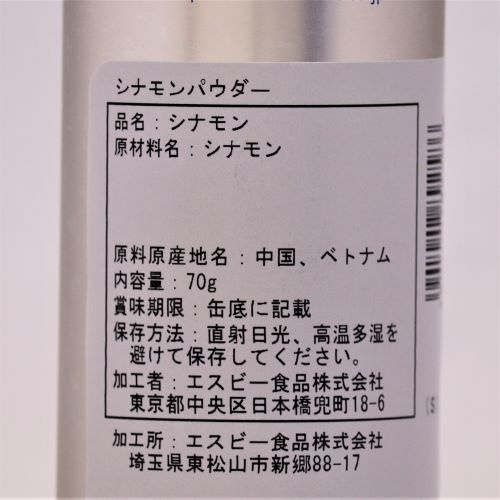 シナモンパウダー
品名：シナモン
原材料名：シナモン
原料原産地名：中国、ベトナム
内容量：70g
賞味期限：缶底に記載
保存方法：直射日光、高温多湿を
避けて保存してください。
加工者：エスビー食品株式会社
東京都中央区日本橋兜町18-6
加工所：エスビー食品株式会社
埼玉県東松山市新郷88-17